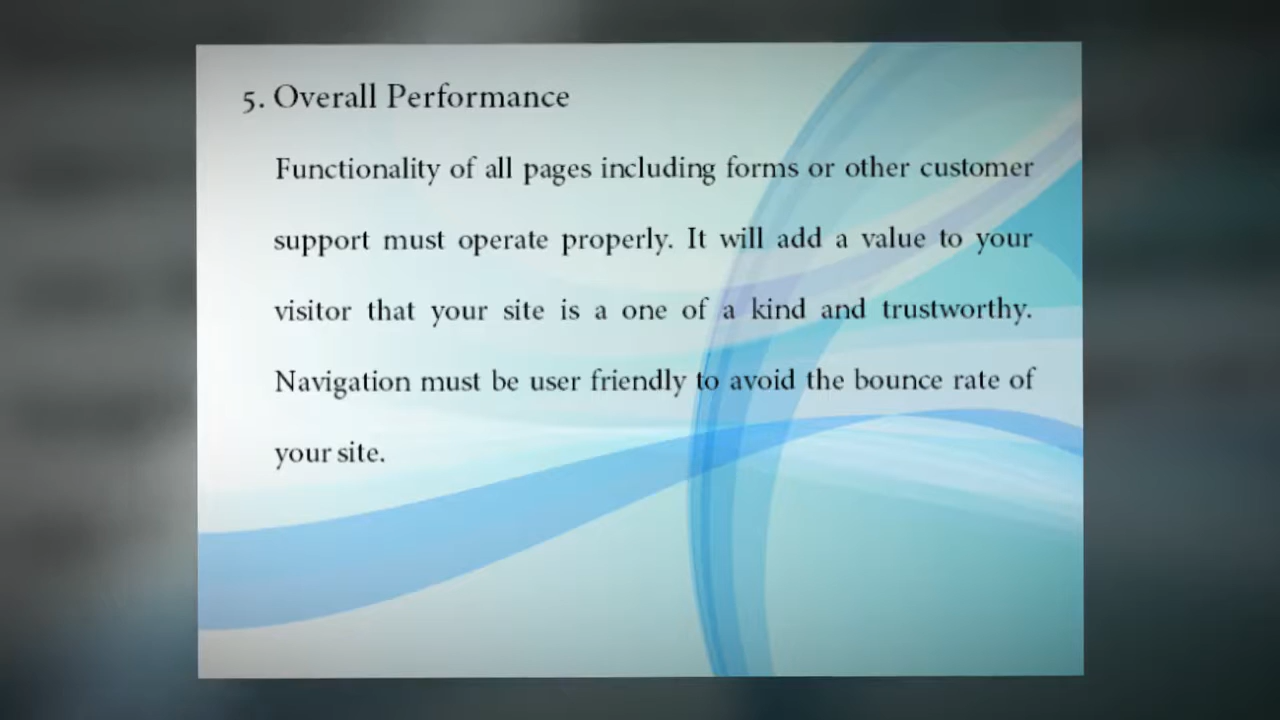 5. Overall Performance
Functionality of all pages including forms or other customer
support must operate properly. It will add a value to your
visitor that your site is a one of a kind and trustworthy.
Navigation must be user friendly to avoid the bounce rate of
your site.